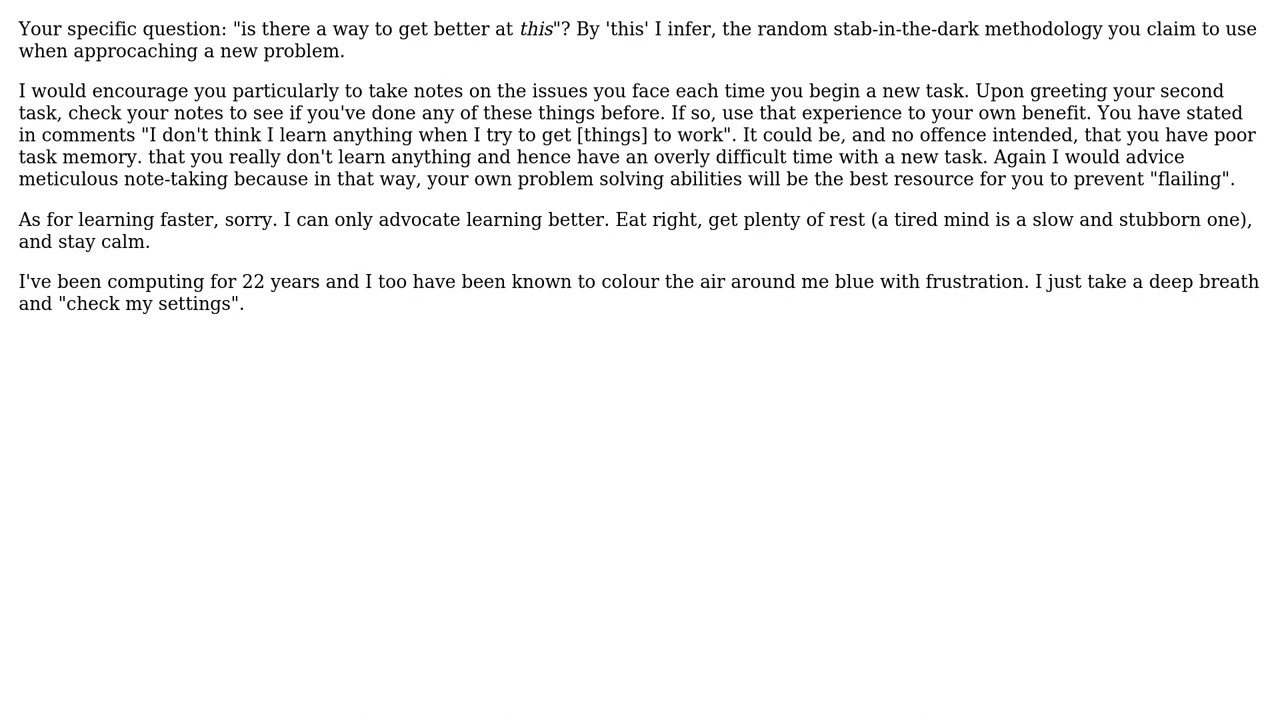 Your specific question: "is there a way to get better at this"? By 'this' I infer, the random stab-in-the-dark methodology you claim to use
when approcaching a new problem.
I would encourage you particularly to take notes on the issues you face each time you begin a new task. Upon greeting your second
task, check your notes to see if you've done any of these things before. If so, use that experience to your own benefit. You have stated
in comments "I don't think I learn anything when I try to get [things] to work". It could be, and no offence intended, that you have poor
task memory. that you really don't learn anything and hence have an overly difficult time with a new task. Again I would advice
meticulous note-taking because in that way, your own problem solving abilities will be the best resource for you to prevent "flailing".
As for learning faster, sorry. I can only advocate learning better. Eat right, get plenty of rest (a tired mind is a slow and stubborn one),
and stay calm.
I've been computing for 22 years and I too have been known to colour the air around me blue with frustration. I just take a deep breath
and "check my settings".